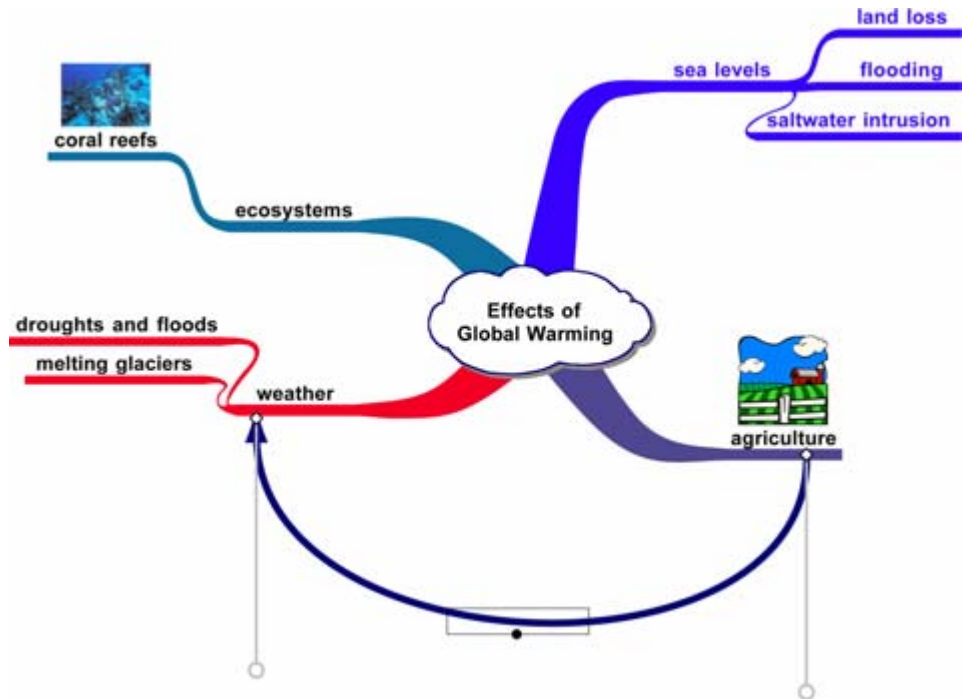 land loss
sea levels
flooding
saltwater intrusion
coral reefs
ecosystems
Effects of
Global Warming
droughts and floods
melting glaciers
weather
agriculture